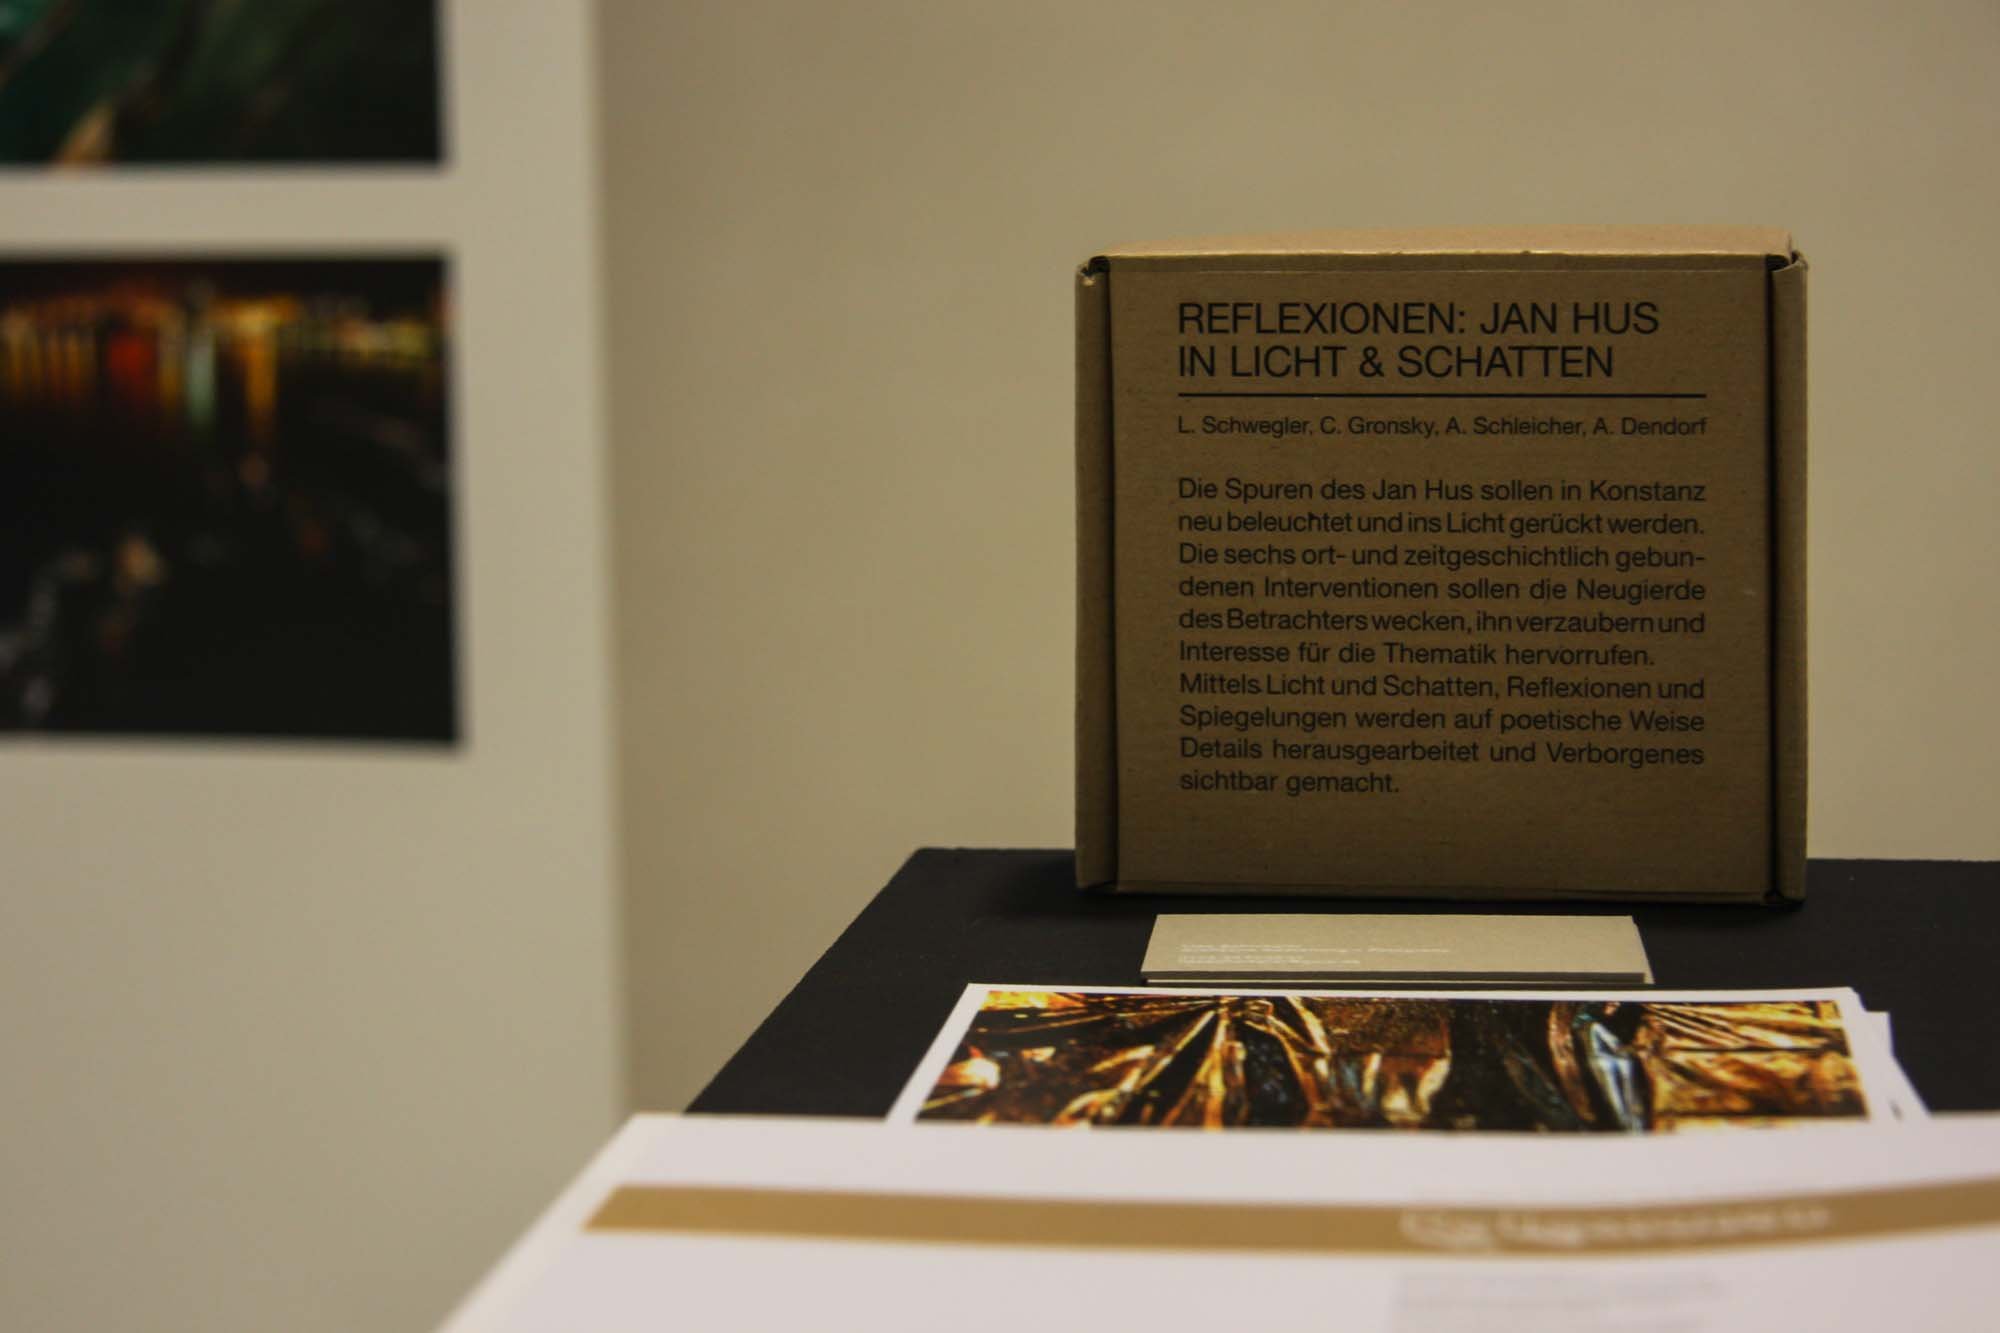 REFLEXIONEN: JAN HUS
IN LICHT & SCHATTEN
L. Schwegler, C. Gronsky, A. Schleicher, A. Dendorf
Die Spuren des Jan Hus sollen in Konstanz
neu beleuchtet und ins Licht gerückt werden.
Die sechs ort- und zeitgeschichtlich gebun-
denen Interventionen sollen die Neugierde
des Betrachters wecken, ihn verzaubern und
Interesse für die Thematik hervorrufen.
Mittels Licht und Schatten, Reflexionen und
Spiegelungen werden auf poetische Weise
Details herausgearbeitet und Verborgenes
sichtbar gemacht.